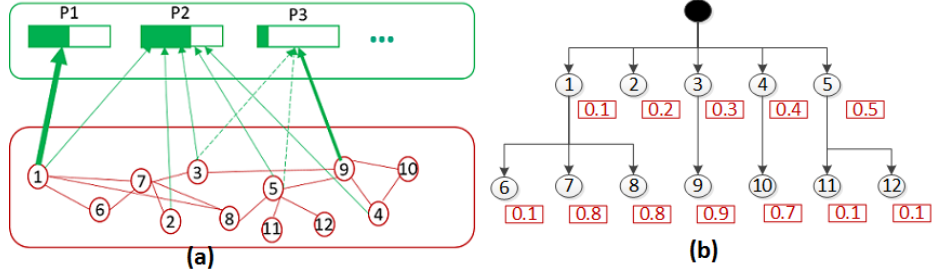 P1 P2 P3 ...
1 7 3 9 10
6 2 8 5 11 12 4
(a)
1 2 3 4 5
0.1 0.2 0.3 0.4 0.5
6 7 8 9 10 11 12
0.1 0.8 0.8 0.9 0.7 0.1 0.1
(b)